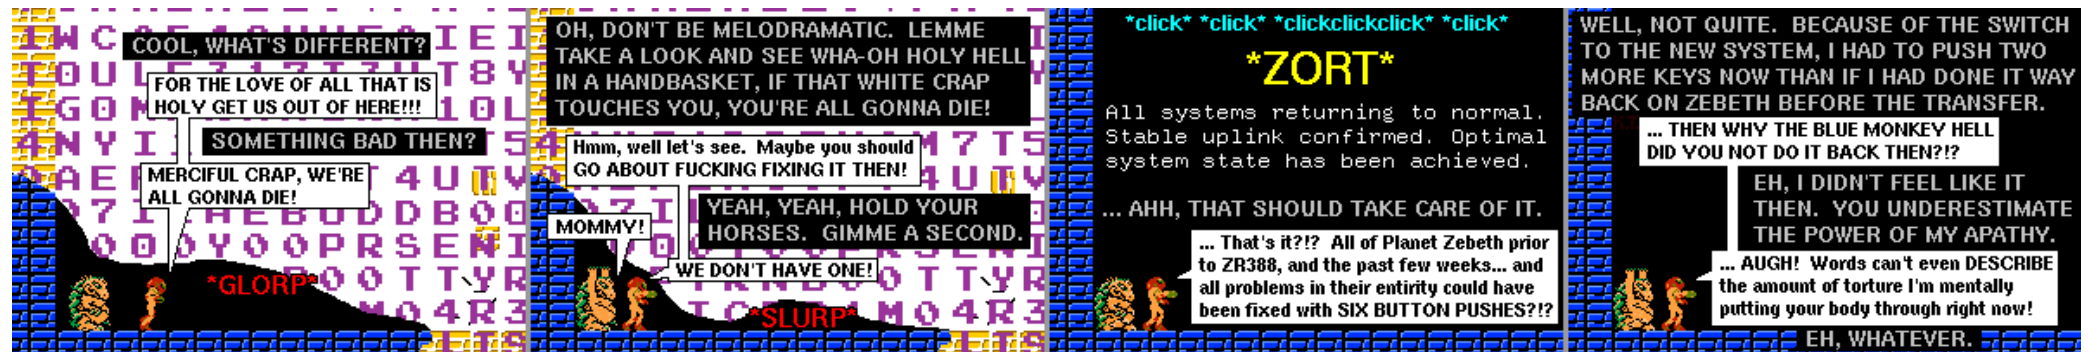 COOL, WHAT'S DIFFERENT?
FOR THE LOVE OF ALL THAT IS
HOLY GET US OUT OF HERE!!!
SOMETHING BAD THEN?
MERCIFUL CRAP, WE'RE
ALL GONNA DIE!
*GLORP*
OH, DON'T BE MELODRAMATIC. LEMME
TAKE A LOOK AND SEE WHA-OH HOLY HELL
IN A HANDBASKET, IF THAT WHITE CRAP
TOUCHES YOU, YOU'RE ALL GONNA DIE!
Hmm, well let's see. Maybe you should
GO ABOUT FUCKING FIXING IT THEN!
YEAH, YEAH, HOLD YOUR
HORSES. GIMME A SECOND.
MOMMY!
WE DON'T HAVE ONE!
*SLURP*
*click* *click* *clickclickclick* *click*
*ZORT*
All systems returning to normal.
Stable uplink confirmed. Optimal
system state has been achieved.
... AHH, THAT SHOULD TAKE CARE OF IT.
... That's it?!? All of Planet Zebeth prior
to ZR388, and the past few weeks... and
all problems in their entirity could have
been fixed with SIX BUTTON PUSHES?!?
WELL, NOT QUITE. BECAUSE OF THE SWITCH
TO THE NEW SYSTEM, I HAD TO PUSH TWO
MORE KEYS NOW THAN IF I HAD DONE IT WAY
BACK ON ZEBETH BEFORE THE TRANSFER.
... THEN WHY THE BLUE MONKEY HELL
DID YOU NOT DO IT BACK THEN?!?
EH, I DIDN'T FEEL LIKE IT
THEN. YOU UNDERESTIMATE
THE POWER OF MY APATHY.
... AUGH! Words can't even DESCRIBE
the amount of torture I'm mentally
putting your body through right now!
EH, WHATEVER.